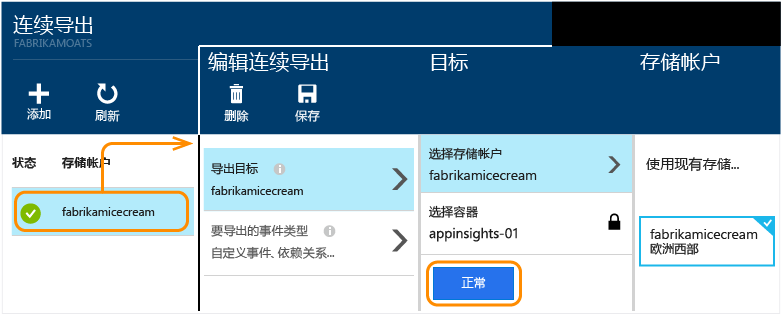 连续导出
FABRIKAMOATS
添加
刷新
状态
存储帐户
fabrikamicecream
编辑连续导出
删除
保存
导出目标
fabrikamicecream
要导出的事件类型
自定义事件、依赖关系...
目标
选择存储帐户
fabrikamicecream
选择容器
appinsights-01
正常
存储帐户
使用现有存储...
fabrikamicecream
欧洲西部